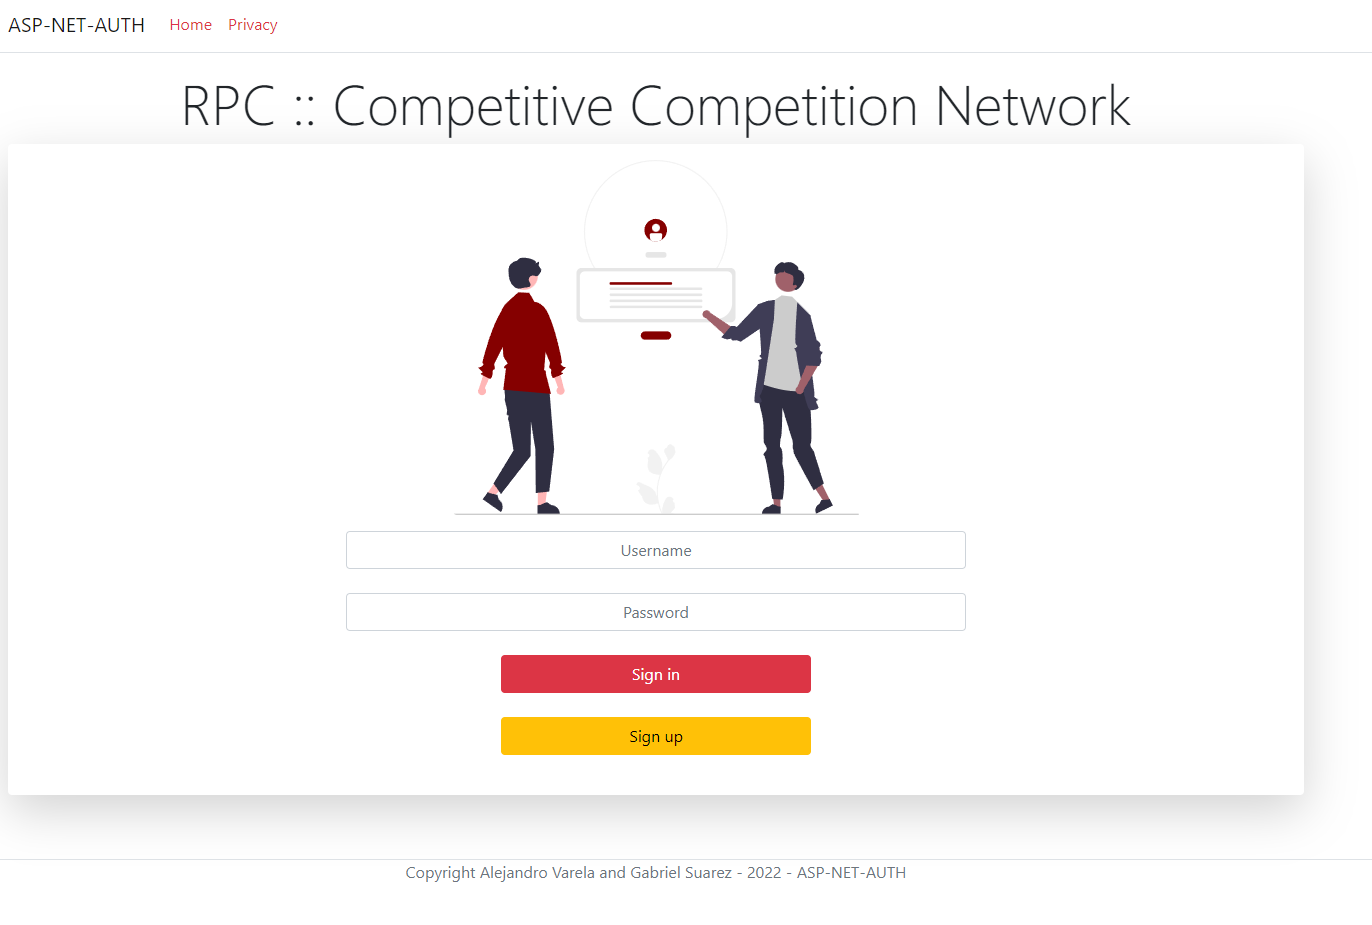 ASP-NET-AUTH Home Privacy
RPC :: Competitive Competition Network
Username
Password
Sign in
Sign up
Copyright Alejandro Varela and Gabriel Suarez - 2022 - ASP-NET-AUTH